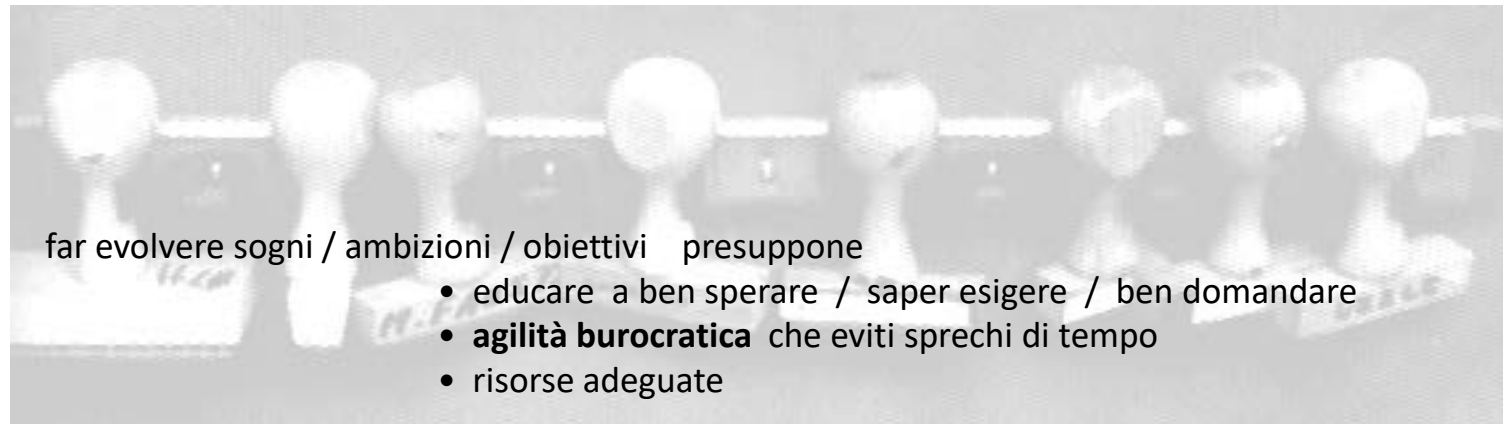 far evolvere sogni / ambizioni / obiettivi presuppone
• educare a ben sperare / saper esigere / ben domandare
• agilità burocratica che eviti sprechi di tempo
• risorse adeguate